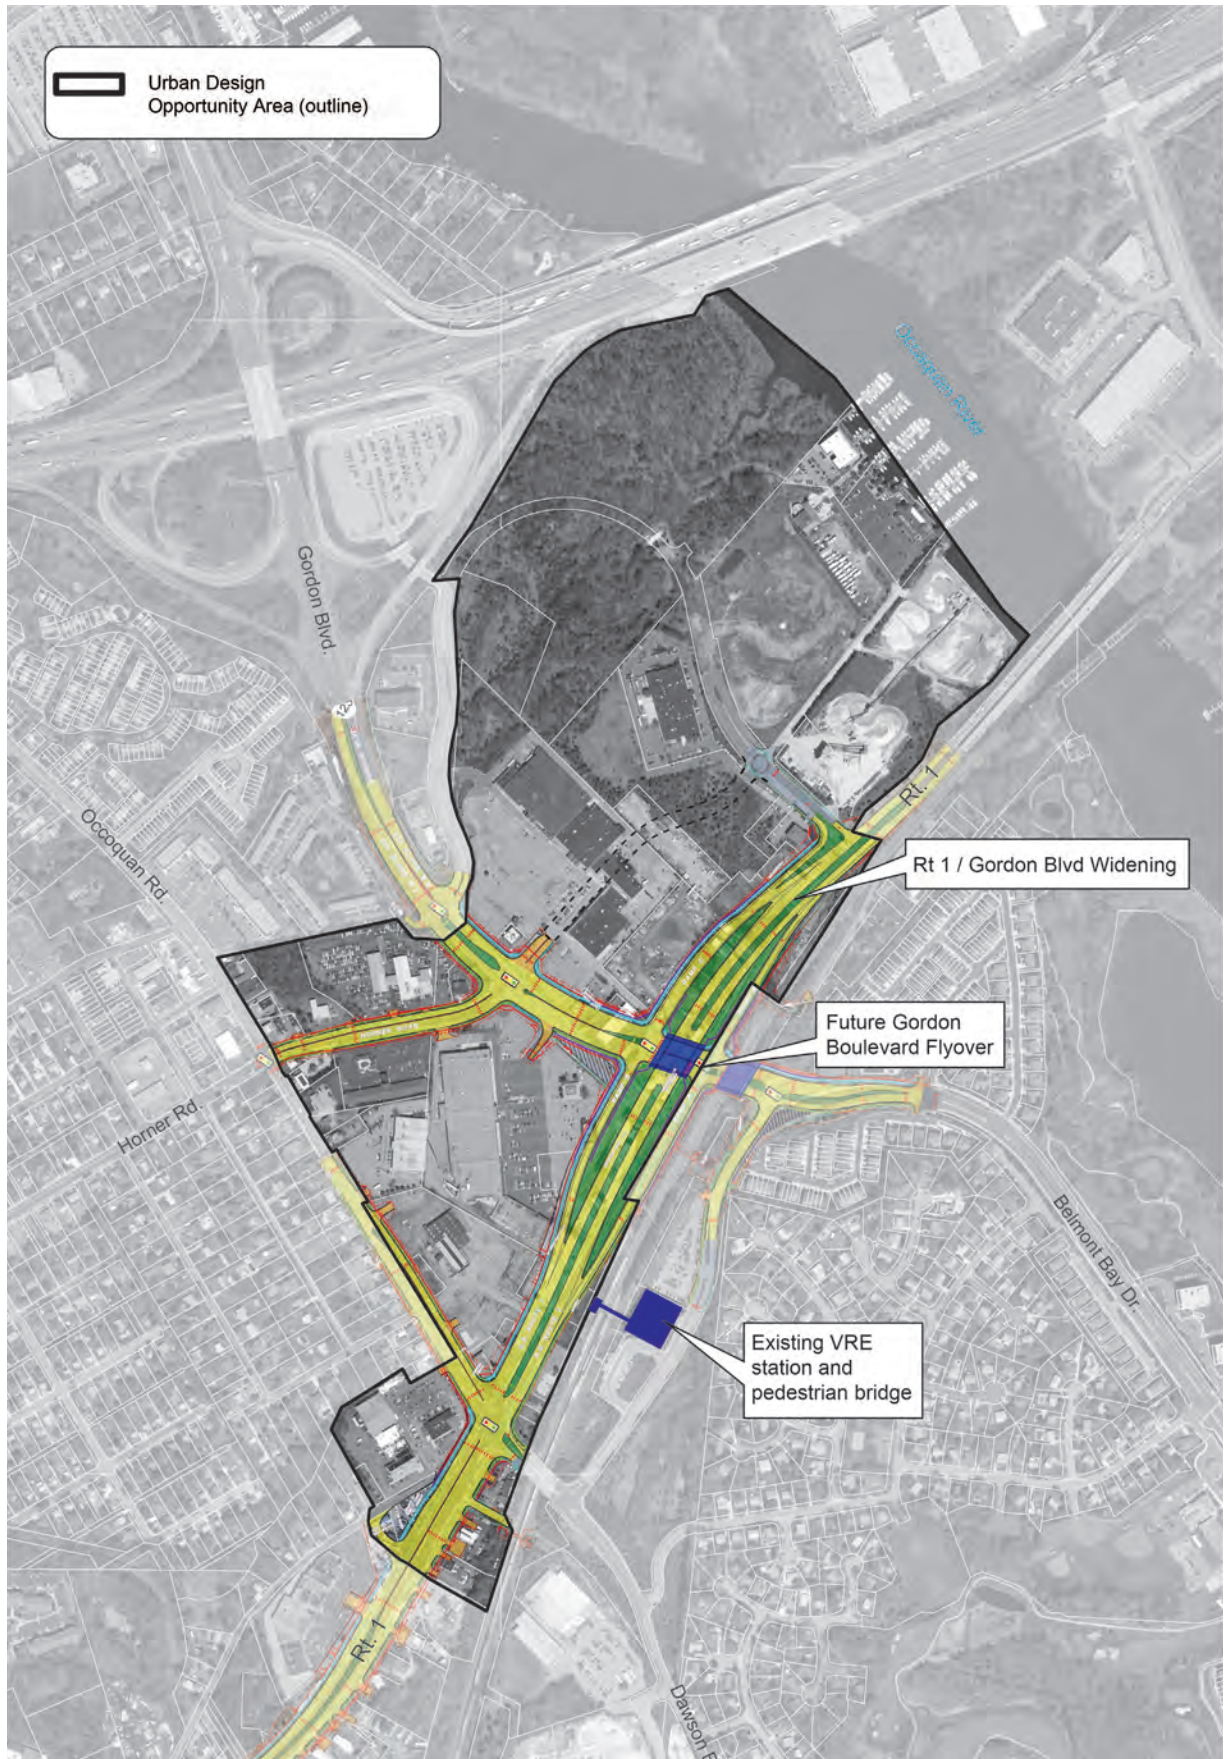 Urban Design
Opportunity Area (outline)
Occoquan River
Gordon Blvd.
Rt. 1
Occoquan Rd.
Rt 1 / Gordon Blvd Widening
Future Gordon
Boulevard Flyover
Horner Rd.
Belmont Bay Dr.
Existing VRE
station and
pedestrian bridge
Rt. 1
Dawson